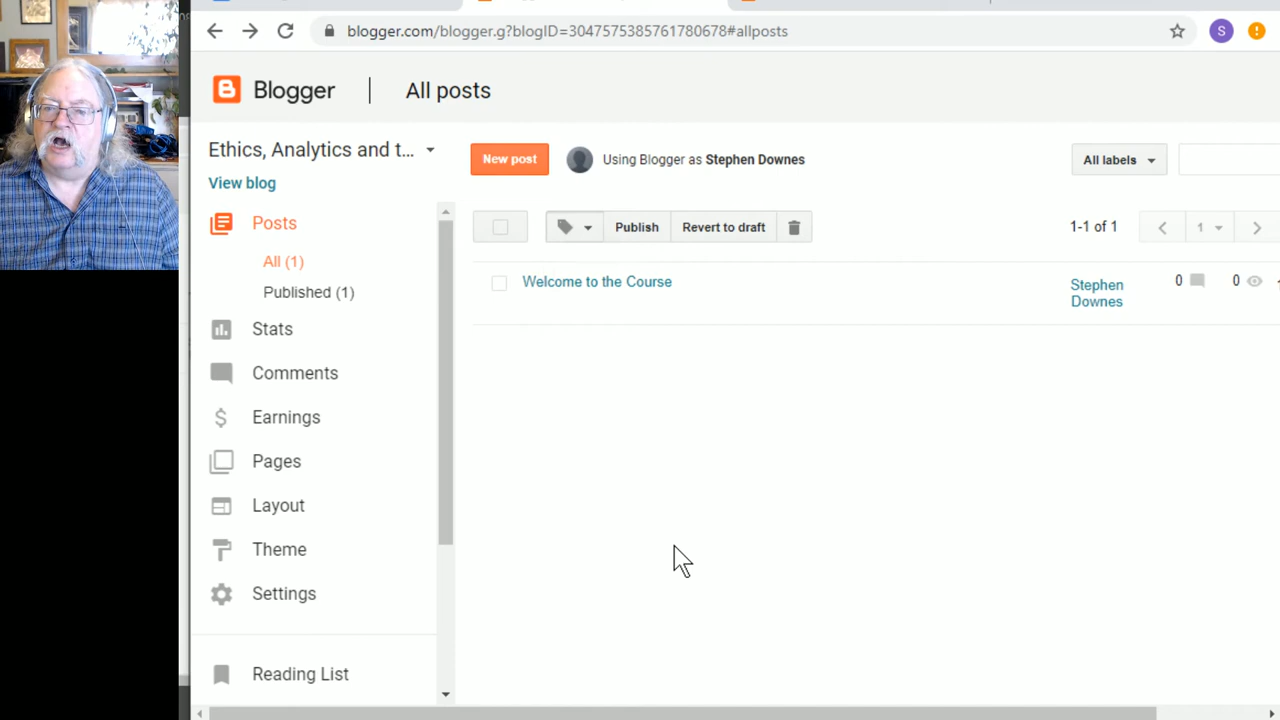 blogger.com/blogger.g?blogID=3047575385761780678#allposts
S
Blogger | All posts
Ethics, Analytics and t...
View blog
New post
Using Blogger as Stephen Downes
All labels
Posts
All (1)
Published (1)
Stats
Comments
Earnings
Pages
Layout
Theme
Settings
Reading List
Publish
Revert to draft
1-1 of 1
1
Welcome to the Course
Stephen
Downes
0
0